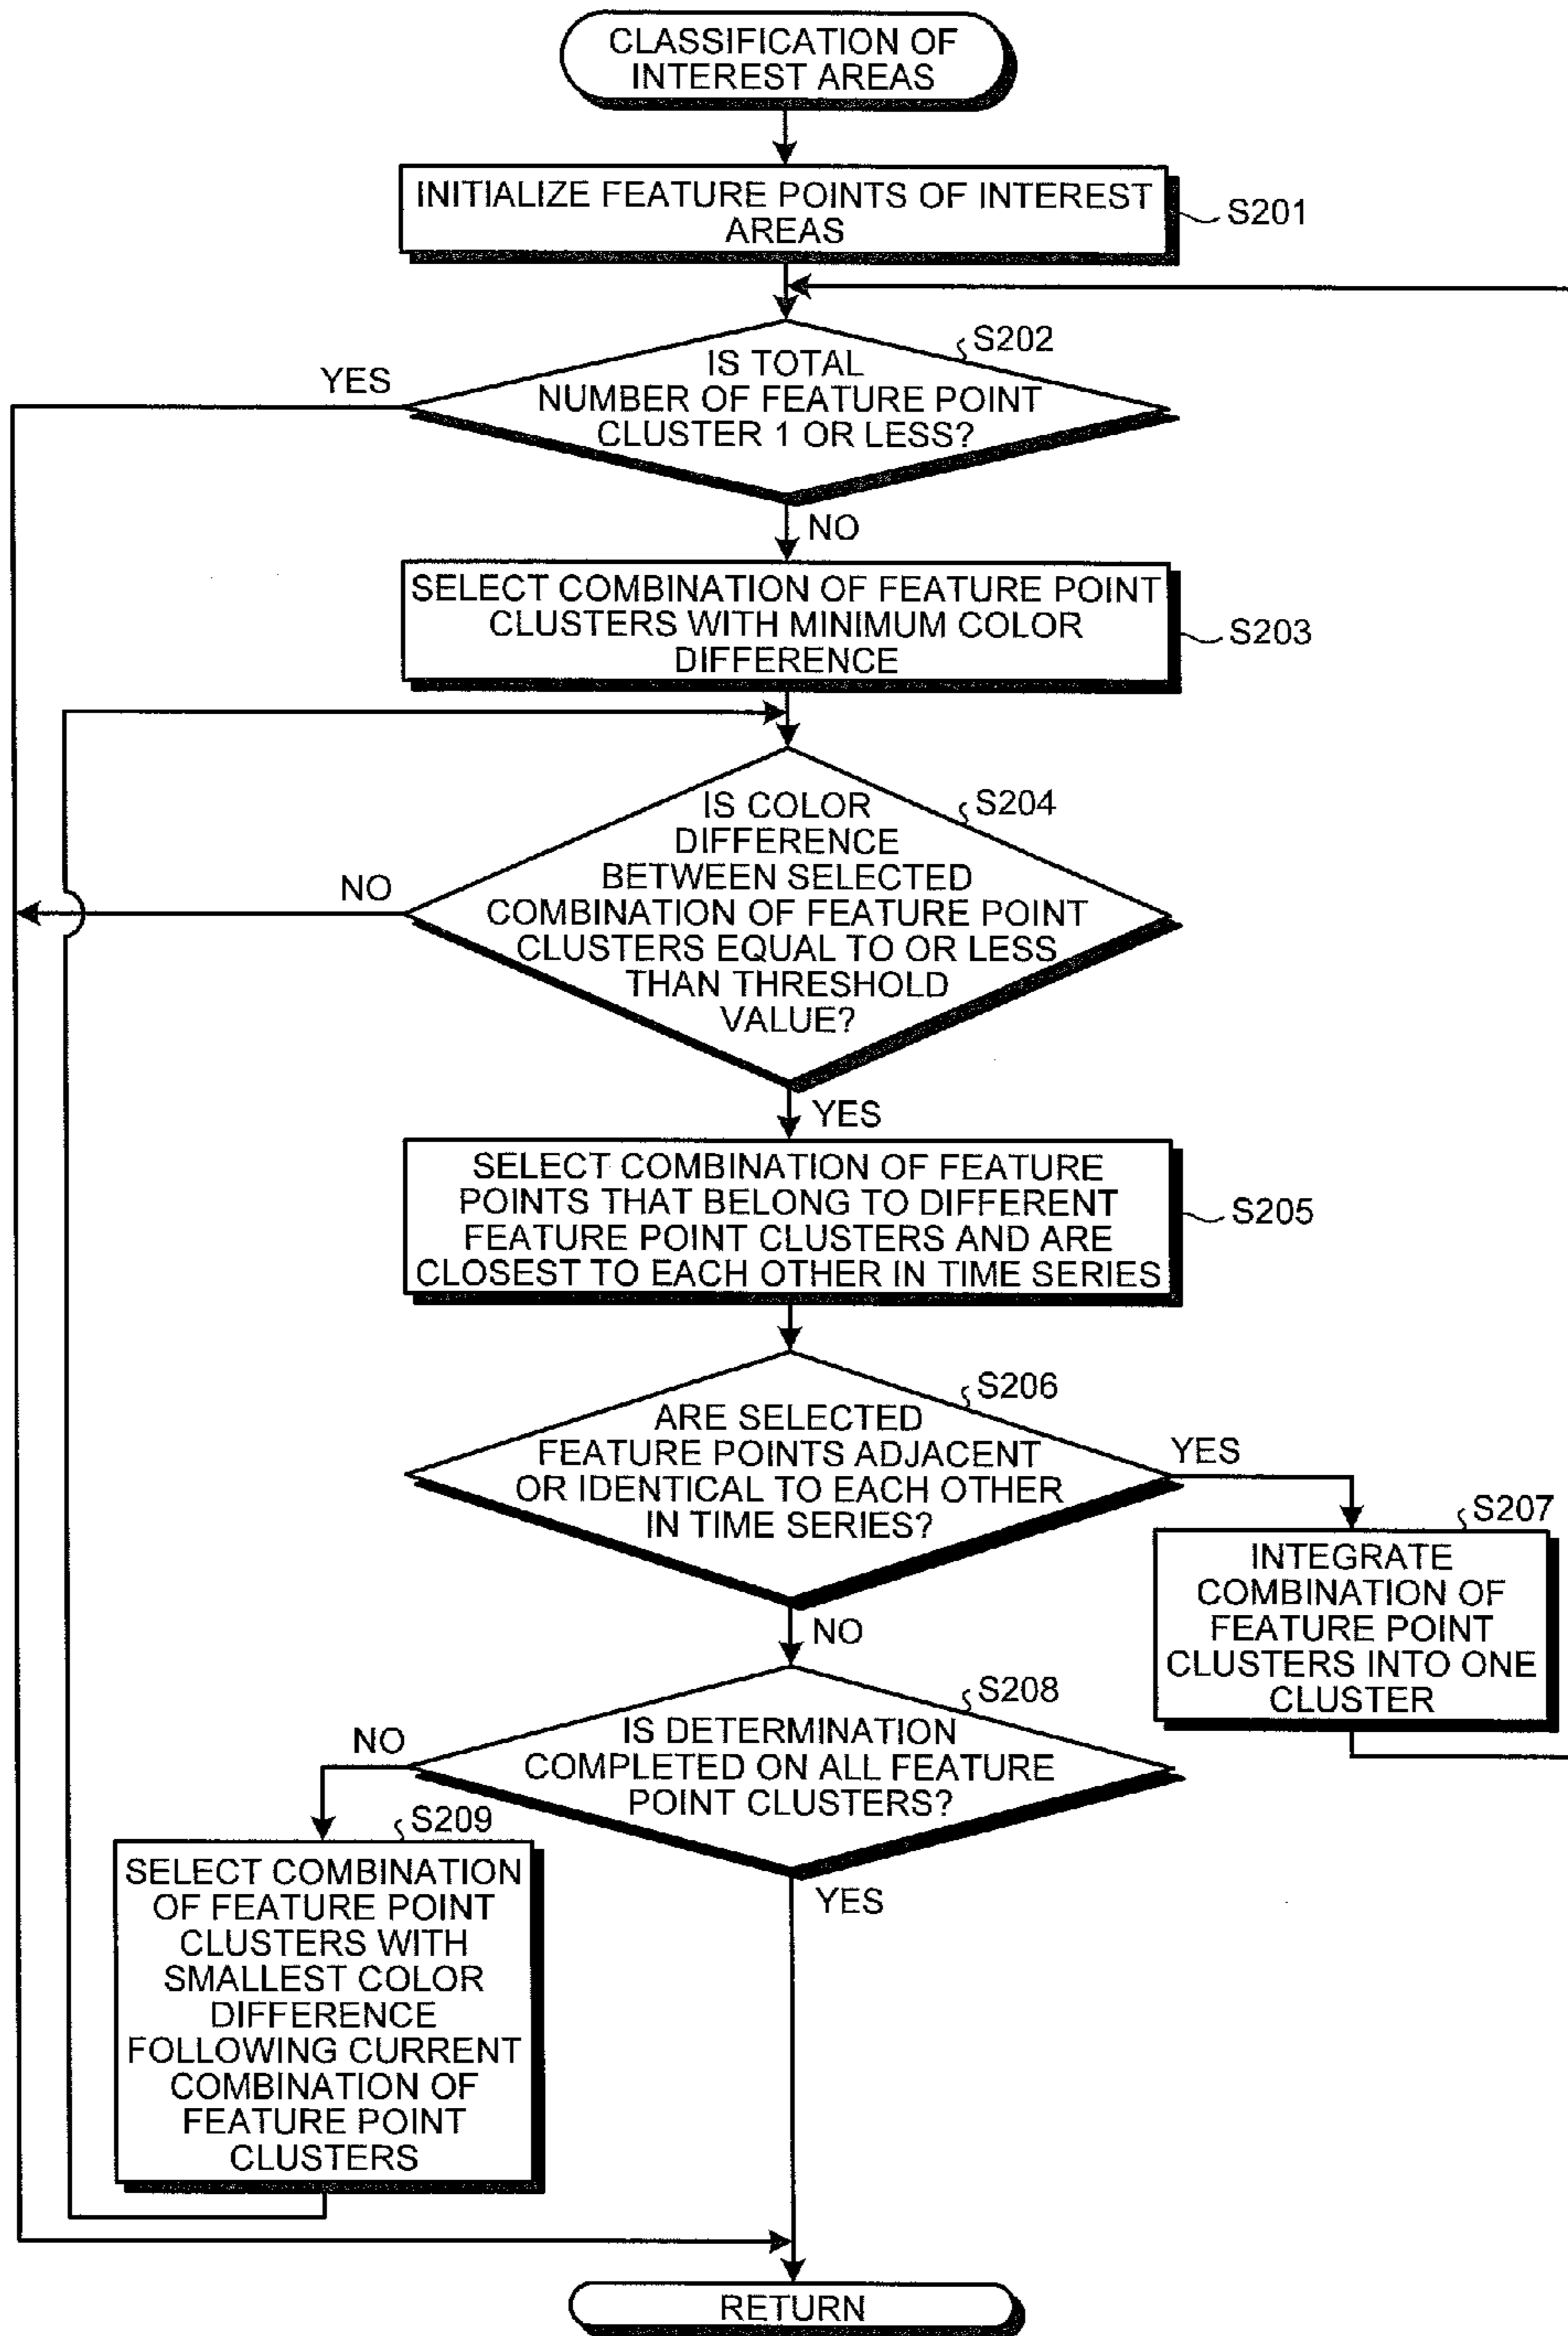 CLASSIFICATION OF
INTEREST AREAS
INITIALIZE FEATURE POINTS OF INTEREST
AREAS
S201
S202
YES
IS TOTAL
NUMBER OF FEATURE POINT
CLUSTER 1 OR LESS?
NO
SELECT COMBINATION OF FEATURE POINT
CLUSTERS WITH MINIMUM COLOR
DIFFERENCE
S203
S204
IS COLOR
DIFFERENCE
BETWEEN SELECTED
COMBINATION OF FEATURE POINT
CLUSTERS EQUAL TO OR LESS
THAN THRESHOLD
VALUE?
NO
YES
SELECT COMBINATION OF FEATURE
POINTS THAT BELONG TO DIFFERENT
FEATURE POINT CLUSTERS AND ARE
CLOSEST TO EACH OTHER IN TIME SERIES
S205
S206
ARE SELECTED
FEATURE POINTS ADJACENT
OR IDENTICAL TO EACH OTHER
IN TIME SERIES?
YES
S207
INTEGRATE
COMBINATION OF
FEATURE POINT
CLUSTERS INTO ONE
CLUSTER
NO
S208
IS DETERMINATION
COMPLETED ON ALL FEATURE
POINT CLUSTERS?
NO
S209
SELECT COMBINATION
OF FEATURE POINT
CLUSTERS WITH
SMALLEST COLOR
DIFFERENCE
FOLLOWING CURRENT
COMBINATION OF
FEATURE POINT
CLUSTERS
YES
RETURN